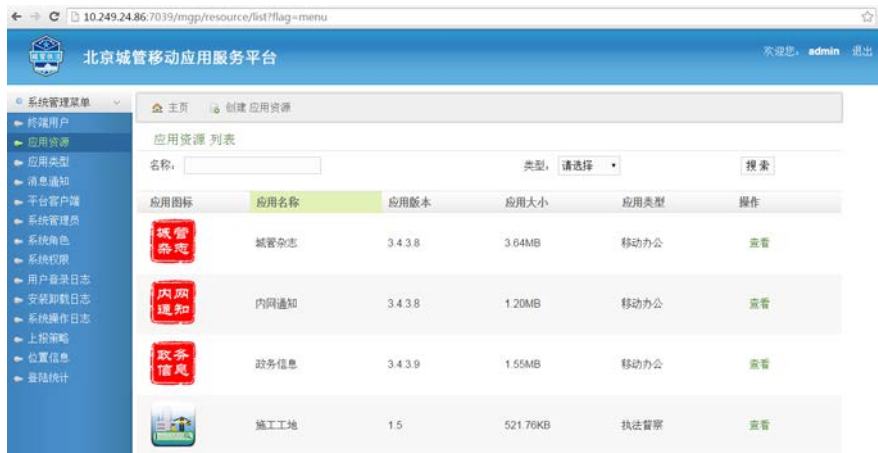 10.249.24.86:7039/mgp/resource/list?flag=menu
城管执法
北京城管移动应用服务平台
欢迎您，admin 退出
系统管理菜单
主页 创建 应用资源
终端用户
应用资源
应用类型
消息通知
平台客户端
系统管理员
系统角色
系统权限
用户登录日志
安装卸载日志
系统操作日志
上报策略
位置信息
登陆统计
应用资源 列表
名称： 类型： 请选择 搜索
应用图标 应用名称 应用版本 应用大小 应用类型 操作
城管杂志 城管杂志 3.4.3.8 3.64MB 移动办公 查看
内网通知 内网通知 3.4.3.8 1.20MB 移动办公 查看
政务信息 政务信息 3.4.3.9 1.55MB 移动办公 查看
施工工地 1.5 521.76KB 执法督察 查看